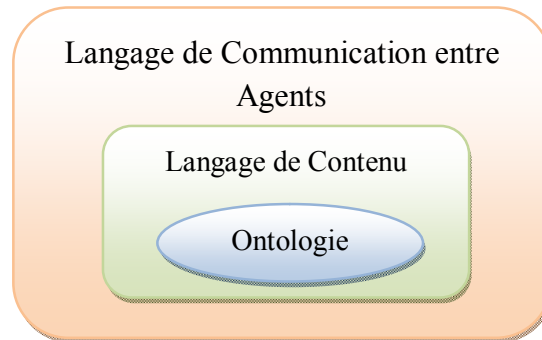 Langage de Communication entre
Agents
Langage de Contenu
Ontologie